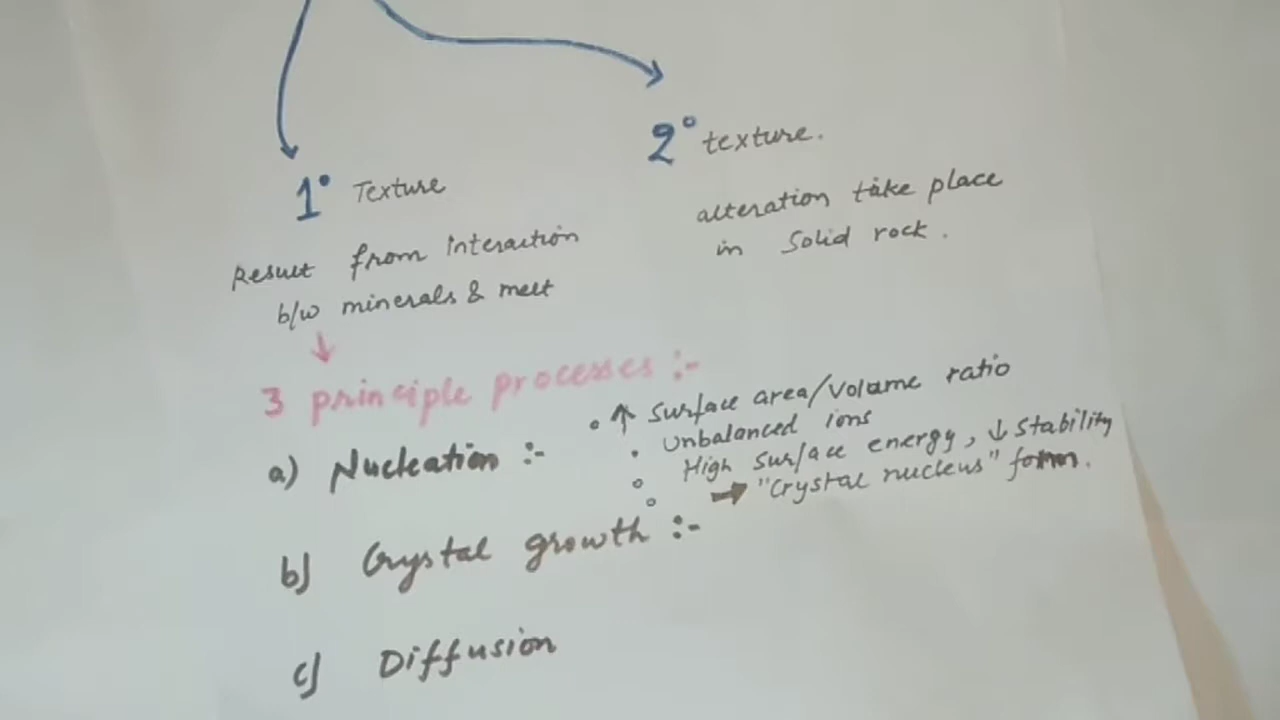 1° Texture
Result from interaction
b/w minerals & melt
2° texture.
alteration take place
in solid rock.
3 principle processes :-
a) Nucleation :-
↑ Surface area/volume ratio
Unbalanced ions
High surface energy, ↓ stability
→ "Crystal nucleus" form.
b) Crystal growth :-
c) Diffusion